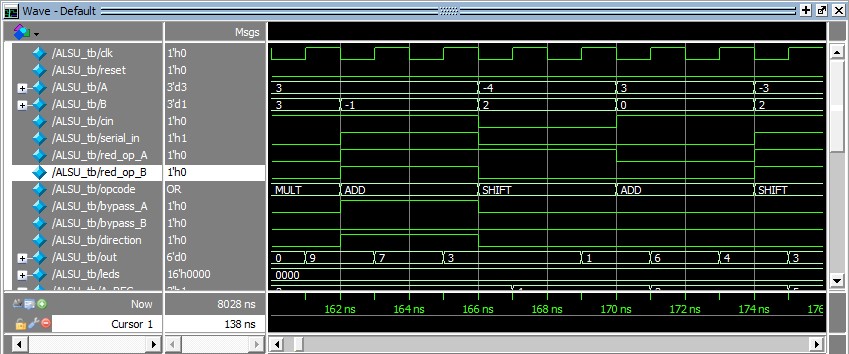 Wave - Default
Msgs
/ALSU_tb/clk 1'h0
/ALSU_tb/reset 1'h0
/ALSU_tb/A 3'd3 3 -4 3 -3
/ALSU_tb/B 3'd1 3 -1 2 0 2
/ALSU_tb/cin 1'h0
/ALSU_tb/serial_in 1'h1
/ALSU_tb/red_op_A 1'h0
/ALSU_tb/red_op_B 1'h0
/ALSU_tb/opcode OR MULT ADD SHIFT ADD SHIFT
/ALSU_tb/bypass_A 1'h0
/ALSU_tb/bypass_B 1'h0
/ALSU_tb/direction 1'h0
/ALSU_tb/out 6'd0 0 9 7 3 1 6 4 3
/ALSU_tb/leds 16'h0000 0000
Now 8028 ns 162 ns 164 ns 166 ns 168 ns 170 ns 172 ns 174 ns 176
Cursor 1 138 ns